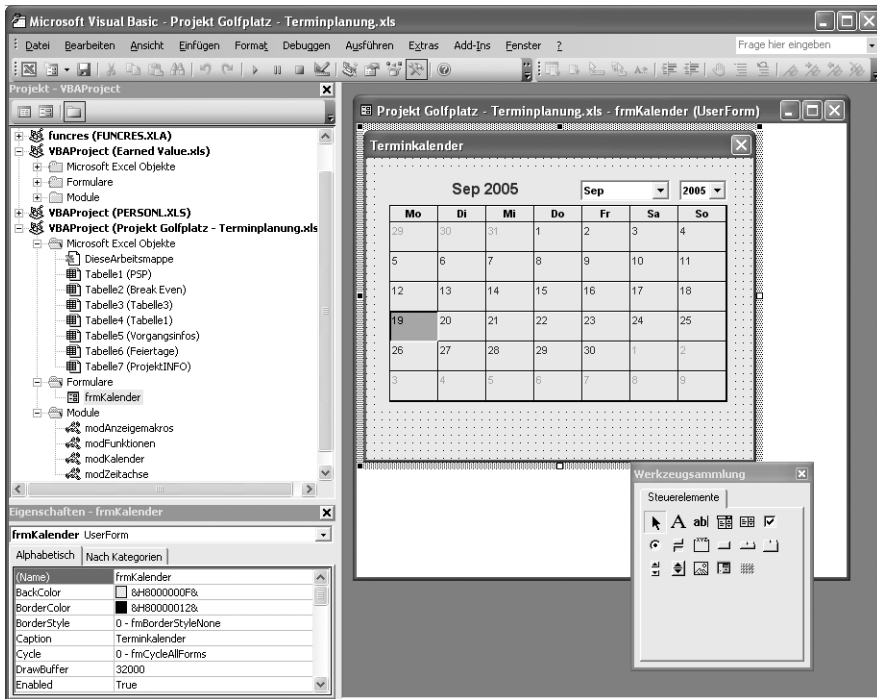 Microsoft Visual Basic - Projekt Golfplatz - Terminplanung.xls
Datei Bearbeiten Ansicht Einfügen Format Debuggen Ausführen Extras Add-Ins Fenster ? Frage hier eingeben
Projekt - VBAProject
funcres (FUNCRES.XLA)
VBAProject (Earned Value.xls)
Microsoft Excel Objekte
Formulare
Module
VBAProject (PERSONL.XLS)
VBAProject (Projekt Golfplatz - Terminplanung.xls
Microsoft Excel Objekte
DieseArbeitsmappe
Tabelle1 (PSP)
Tabelle2 (Break Even)
Tabelle3 (Tabelle3)
Tabelle4 (Tabelle1)
Tabelle5 (Vorgangsinfos)
Tabelle6 (Feiertage)
Tabelle7 (ProjektINFO)
Formulare
frmKalender
Module
modAnzeigemakros
modFunktionen
modKalender
modZeitachse
Eigenschaften - frmKalender
frmKalender UserForm
Alphabetisch Nach Kategorien
(Name) frmKalender
BackColor &H8000000F&
BorderColor &H80000012&
BorderStyle 0 - fmBorderStyleNone
Caption Terminkalender
Cycle 0 - fmCycleAllForms
DrawBuffer 32000
Enabled True
Projekt Golfplatz - Terminplanung.xls - frmKalender (UserForm)
Terminkalender
Sep 2005 Sep 2005
Mo Di Mi Do Fr Sa So
29 30 31 1 2 3 4
5 6 7 8 9 10 11
12 13 14 15 16 17 18
19 20 21 22 23 24 25
26 27 28 29 30 1 2
3 4 5 6 7 8 9
Werkzeugsammlung
Steuerelemente
A ab|